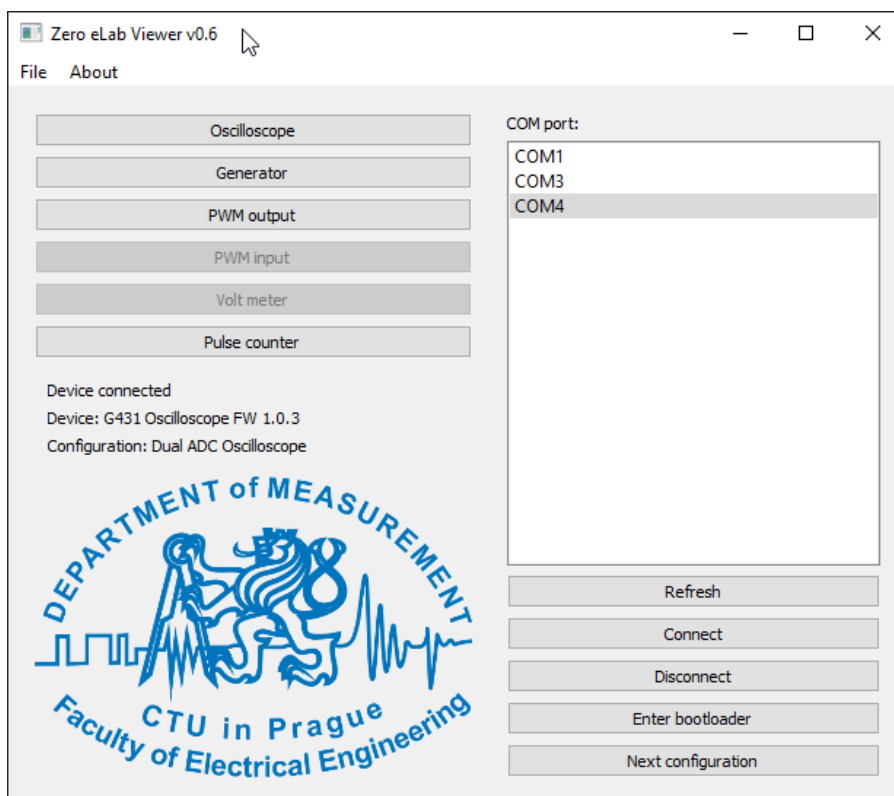 Zero eLab Viewer v0.6
File About
Oscilloscope
Generator
PWM output
PWM input
Volt meter
Pulse counter
Device connected
Device: G431 Oscilloscope FW 1.0.3
Configuration: Dual ADC Oscilloscope
DEPARTMENT of MEASUREMENT
CTU in Prague
Faculty of Electrical Engineering
COM port:
COM1
COM3
COM4
Refresh
Connect
Disconnect
Enter bootloader
Next configuration